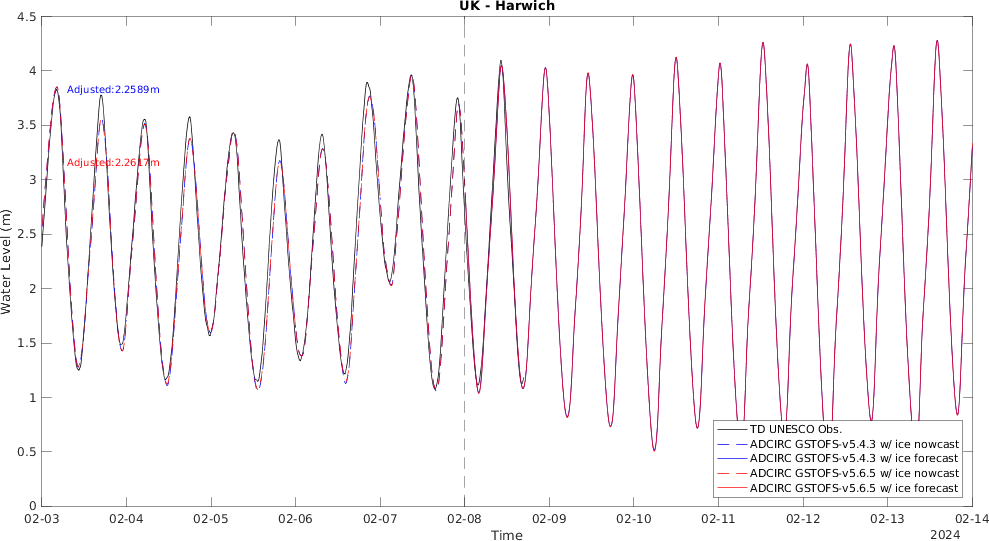 UK - Harwich
4.5
4
3.5
3
2.5
2
1.5
1
0.5
0
Water Level (m)
Adjusted:2.2589m
Adjusted:2.2617m
TD UNESCO Obs.
ADCIRC GSTOFS-v5.4.3 w/ ice nowcast
ADCIRC GSTOFS-v5.4.3 w/ ice forecast
ADCIRC GSTOFS-v5.6.5 w/ ice nowcast
ADCIRC GSTOFS-v5.6.5 w/ ice forecast
02-03 02-04 02-05 02-06 02-07 02-08 02-09 02-10 02-11 02-12 02-13 02-14
Time
2024